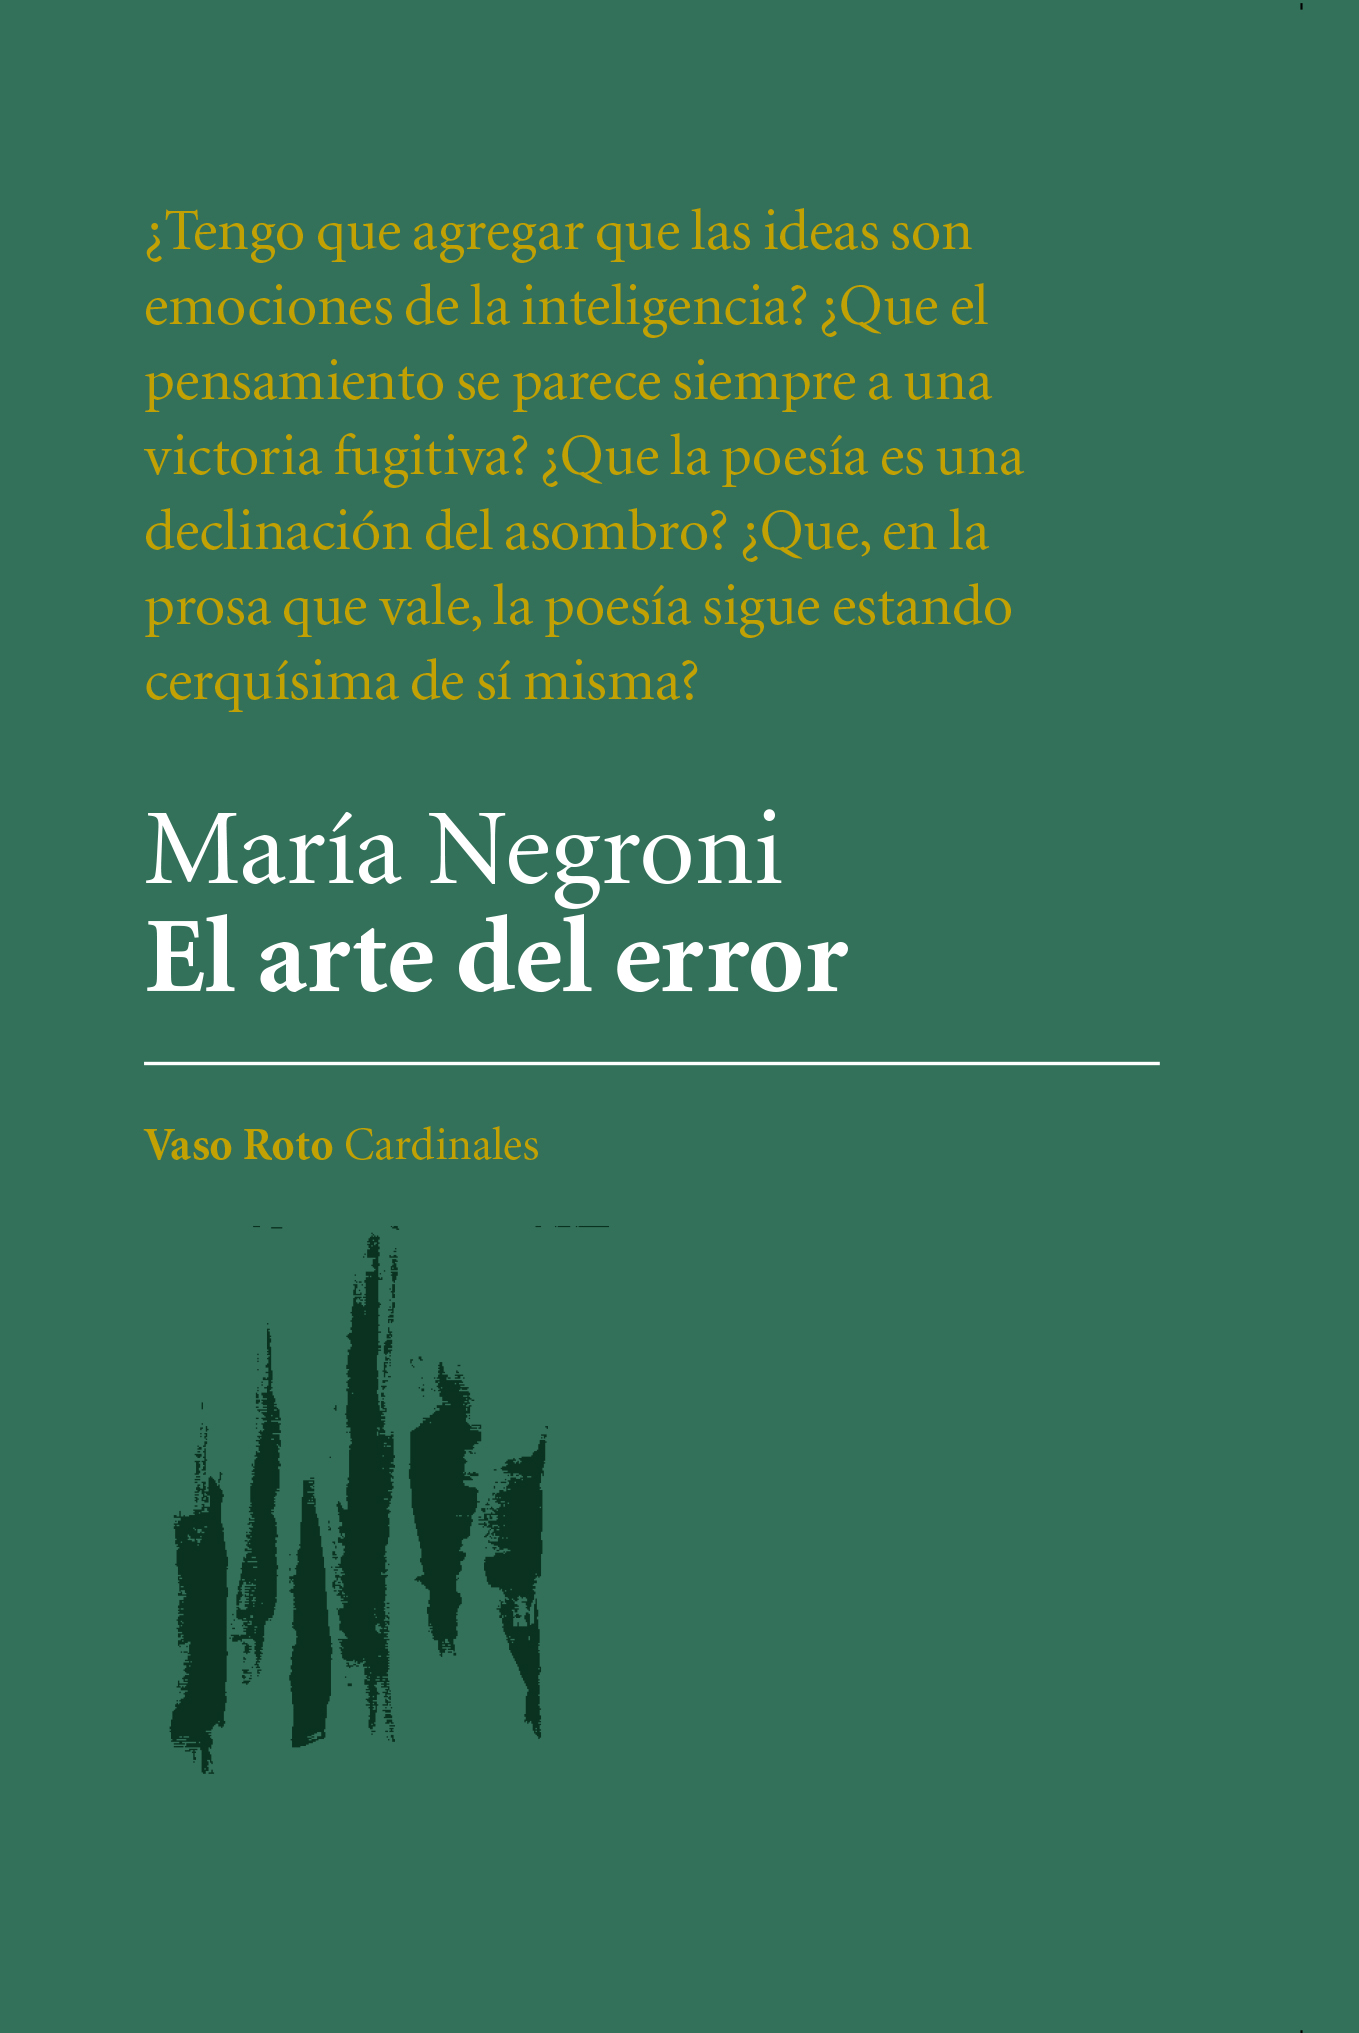 ¿Tengo que agregar que las ideas son
emociones de la inteligencia? ¿Que el
pensamiento se parece siempre a una
victoria fugitiva? ¿Que la poesía es una
declinación del asombro? ¿Que, en la
prosa que vale, la poesía sigue estando
cerquísima de sí misma?
María Negroni
El arte del error
Vaso Roto Cardinales